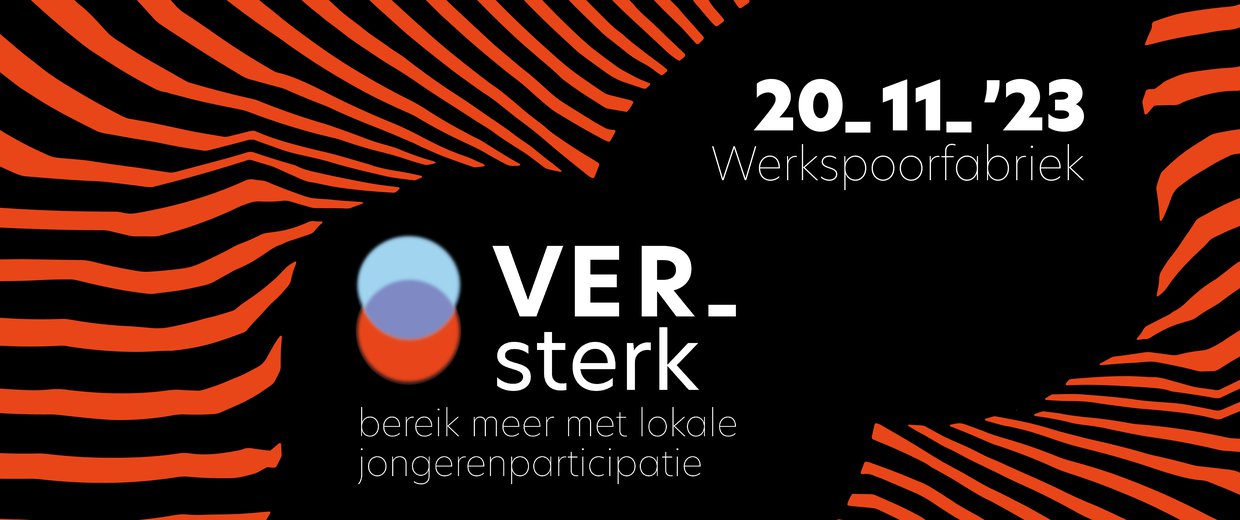 20_11_'23
Werkspoorfabriek
VER_
sterk
bereik meer met lokale
jongerenparticipatie